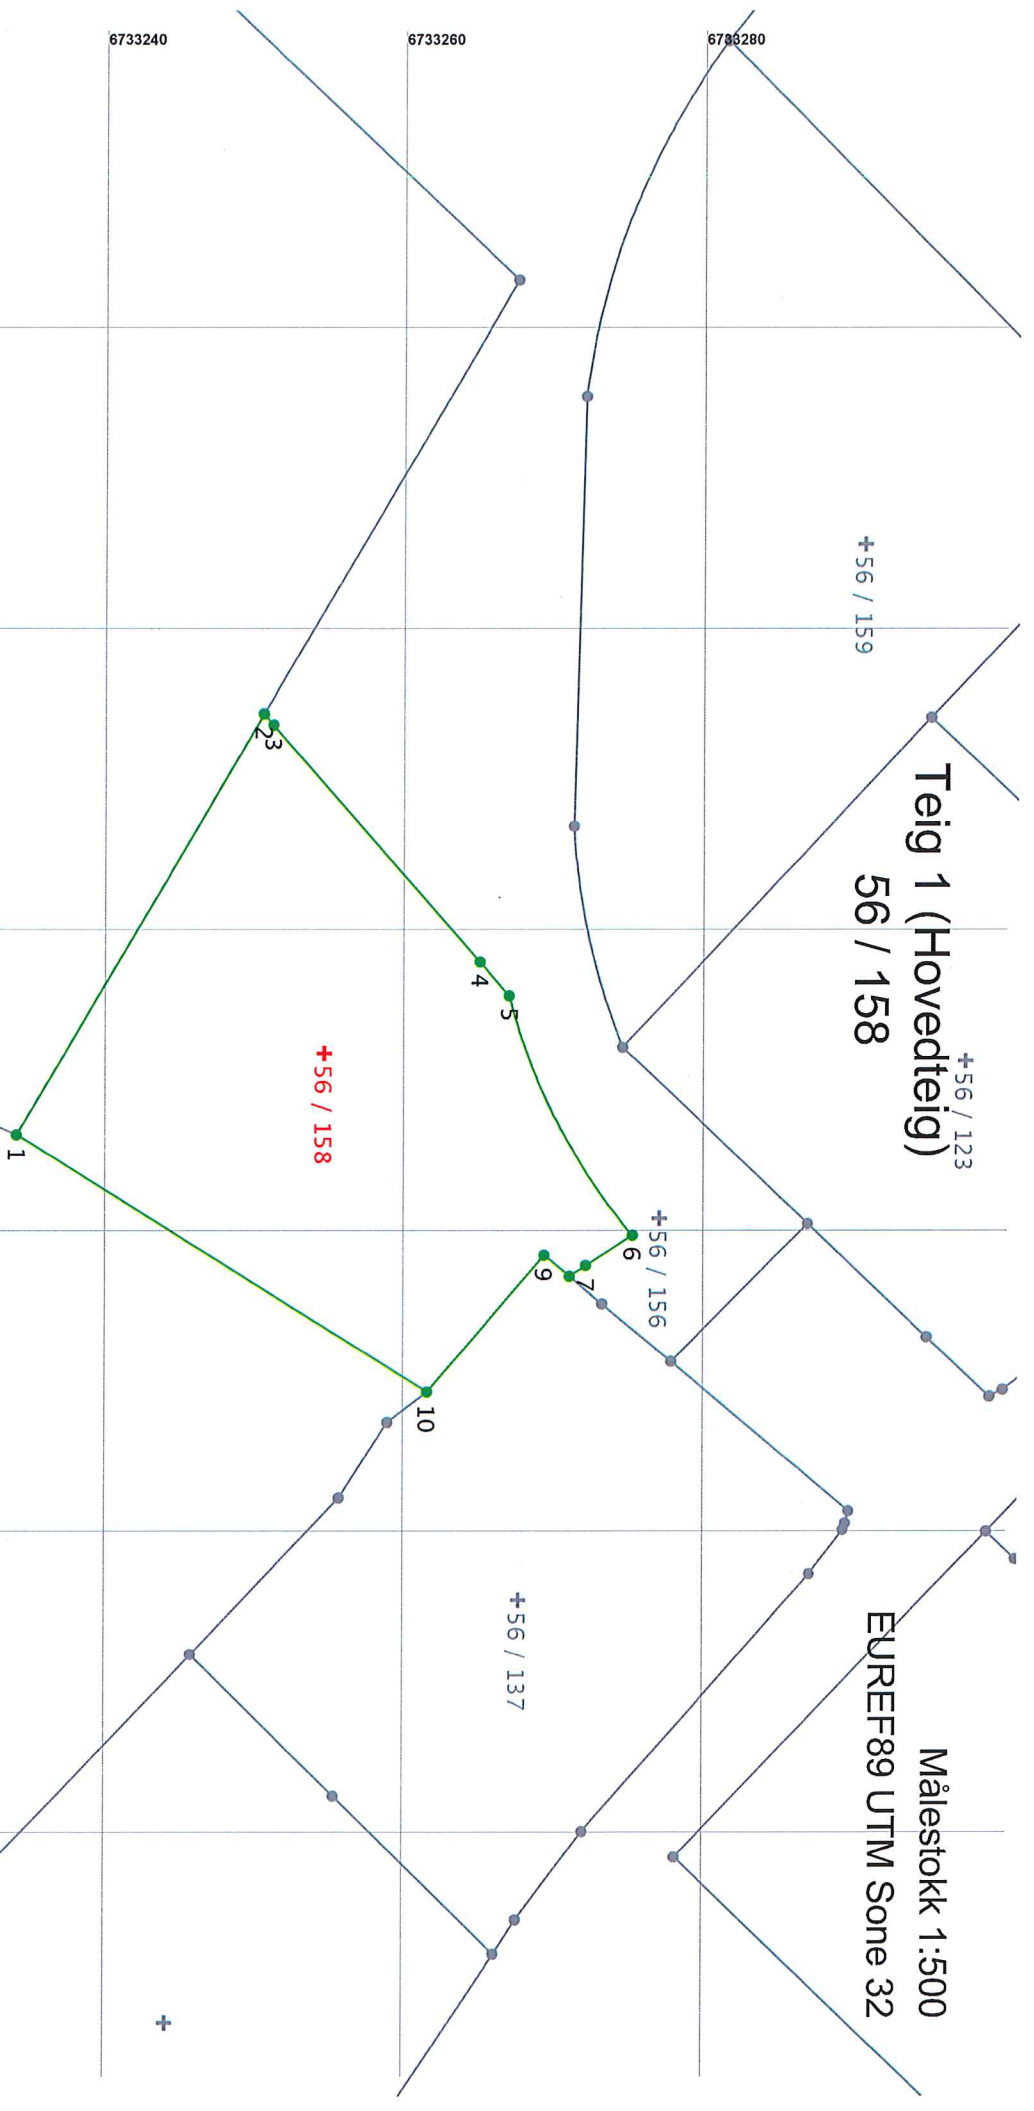 Teig 1 (Hovedteig)
56 / 158
Målestokk 1:500
EUREF89 UTM Sone 32
6733280
6733260
6733240
+56 / 159
+56 / 123
+56 / 156
+56 / 158
+56 / 137
+
1
2
3
4
5
6
7
9
10